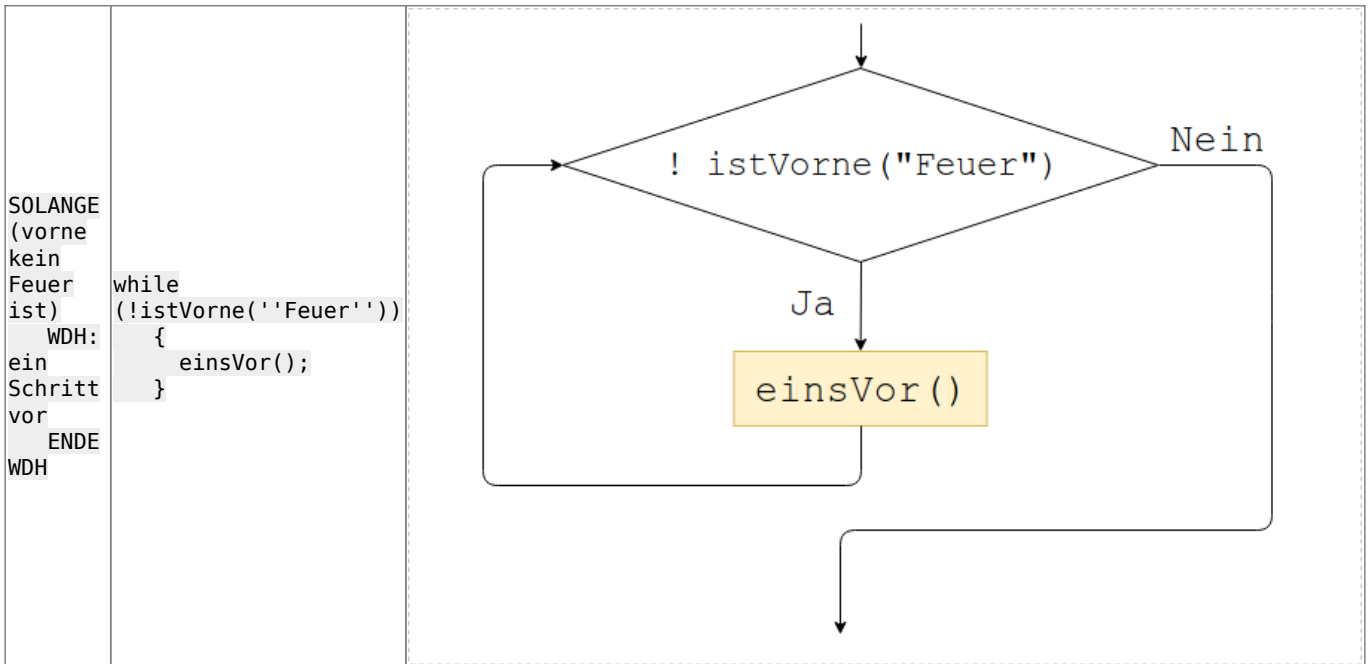 SOLANGE
(vorne
kein
Feuer
ist)
WDH:
ein
Schritt
vor
ENDE
WDH
while
(!istVorne(''Feuer''))
{
einsVor();
}
! istVorne("Feuer")
Nein
Ja
einsVor()